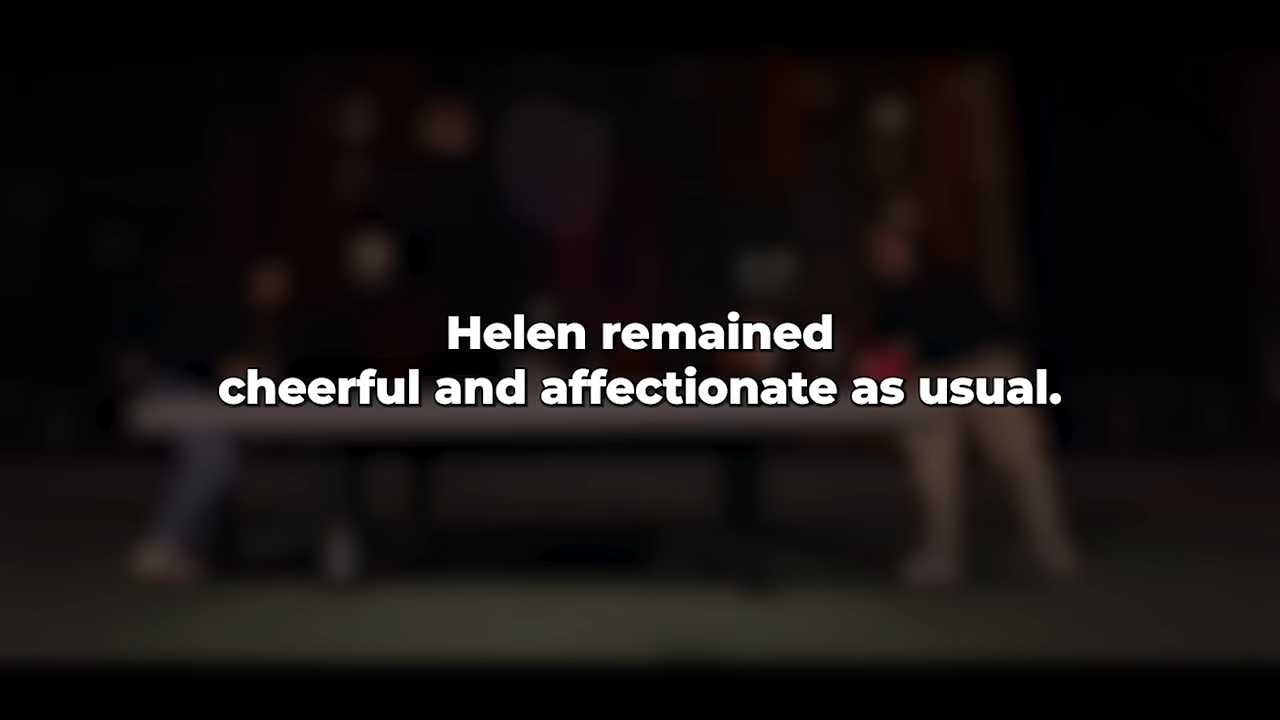 Helen remained
cheerful and affectionate as usual.